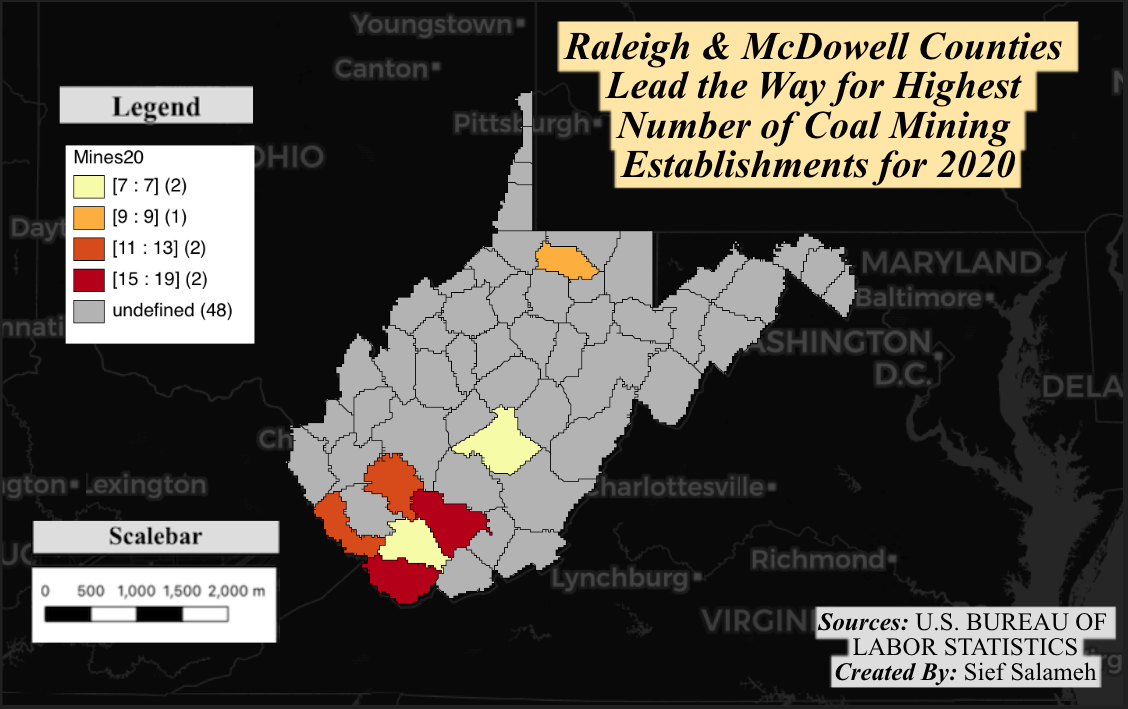 Youngstown
Canton
Pittsburgh
Raleigh & McDowell Counties
Lead the Way for Highest
Number of Coal Mining
Establishments for 2020
Legend
Mines20
[7 : 7] (2)
[9 : 9] (1)
[11 : 13] (2)
[15 : 19] (2)
undefined (48)
OHIO
Dayt
nnati
MARYLAND
Baltimore
ASHINGTON,
D.C.
DELA
Ch
ngton
Lexington
harlottesville
Scalebar
0 500 1,000 1,500 2,000 m
Lynchburg
Richmond
VIRGINI
Sources: U.S. BUREAU OF
LABOR STATISTICS
Created By: Sief Salameh